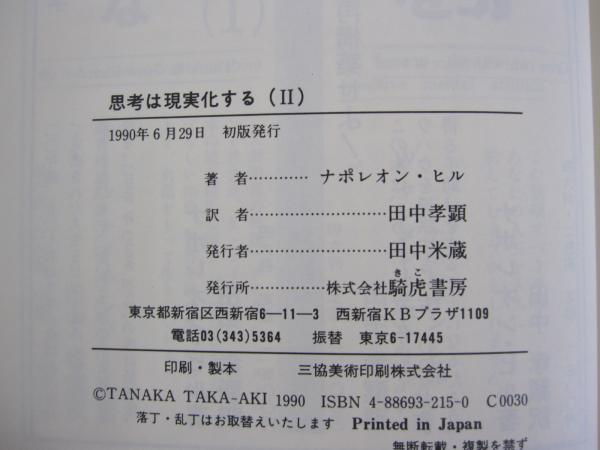 思考は現実化する(II)
1990年6月29日 初版発行
著者………… ナポレオン・ヒル
訳者………………………田中孝顕
発行者……………………田中米蔵
きこ
発行所……………株式会社騎虎書房
東京都新宿区西新宿6―11―3 西新宿KBプラザ1109
電話03(343)5364 振替 東京6-17445
印刷・製本 三協美術印刷株式会社
©TANAKA TAKA-AKI 1990 ISBN 4-88693-215-0 C0030
落丁・乱丁はお取替えいたします Printed in Japan
無断転載・複製を禁ず